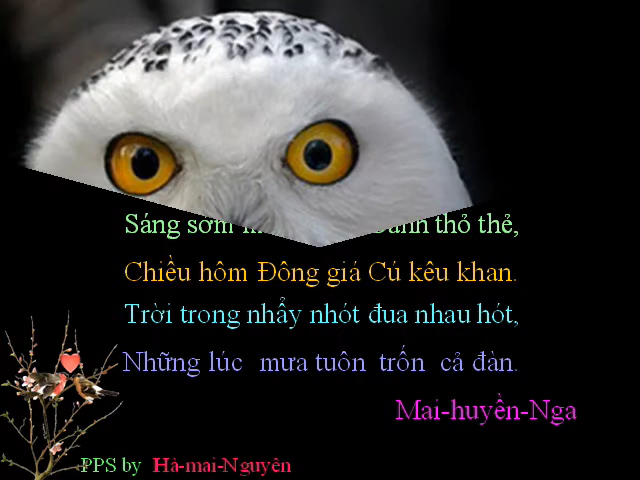 Sáng sớm thỏ thẻ,
Chiều hôm Đông giá Cú kêu khan.
Trời trong nhẩy nhót đua nhau hót,
Những lúc mưa tuôn trốn cả đàn.
Mai-huyền-Nga
PPS by Hà-mai-Nguyên